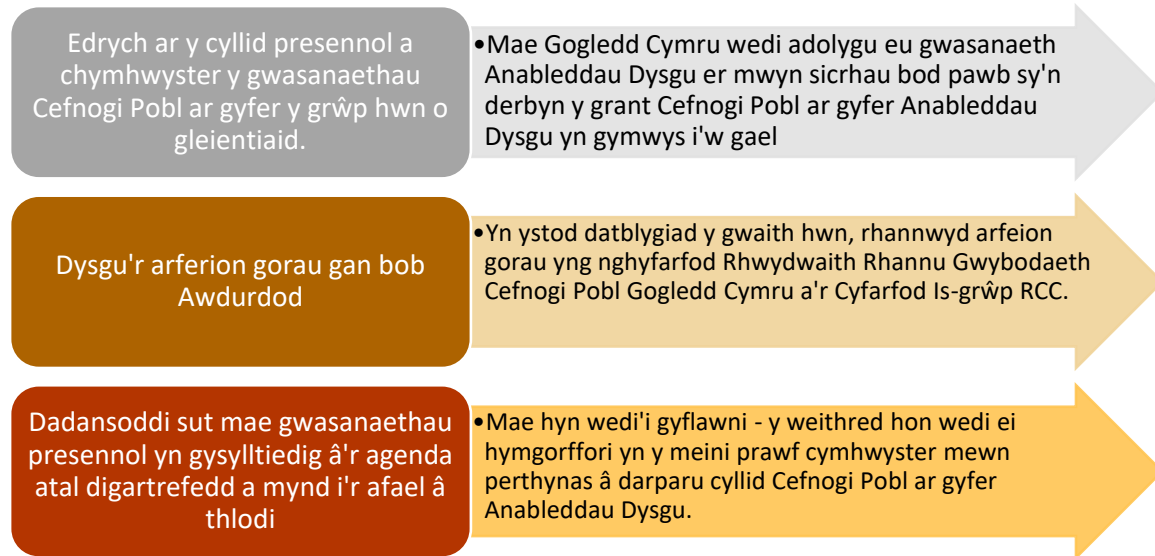 Edrych ar y cyllid presennol a
chymhwyster y gwasanaethau
Cefnogi Pobl ar gyfer y grŵp hwn o
gleientiaid.
•Mae Gogledd Cymru wedi adolygu eu gwasanaeth
Anableddau Dysgu er mwyn sicrhau bod pawb sy'n
derbyn y grant Cefnogi Pobl ar gyfer Anableddau
Dysgu yn gymwys i'w gael
Dysgu'r arferion gorau gan bob
Awdurdod
•Yn ystod datblygiad y gwaith hwn, rhannwyd arfeion
gorau yng nghyfarfod Rhwydwaith Rhannu Gwybodaeth
Cefnogi Pobl Gogledd Cymru a'r Cyfarfod Is-grŵp RCC.
Dadansoddi sut mae gwasanaethau
presennol yn gysylltiedig â'r agenda
atal digartrefedd a mynd i'r afael â
thlodi
•Mae hyn wedi'i gyflawni - y weithred hon wedi ei
hymgorffori yn y meini prawf cymhwyster mewn
perthynas â darparu cyllid Cefnogi Pobl ar gyfer
Anableddau Dysgu.